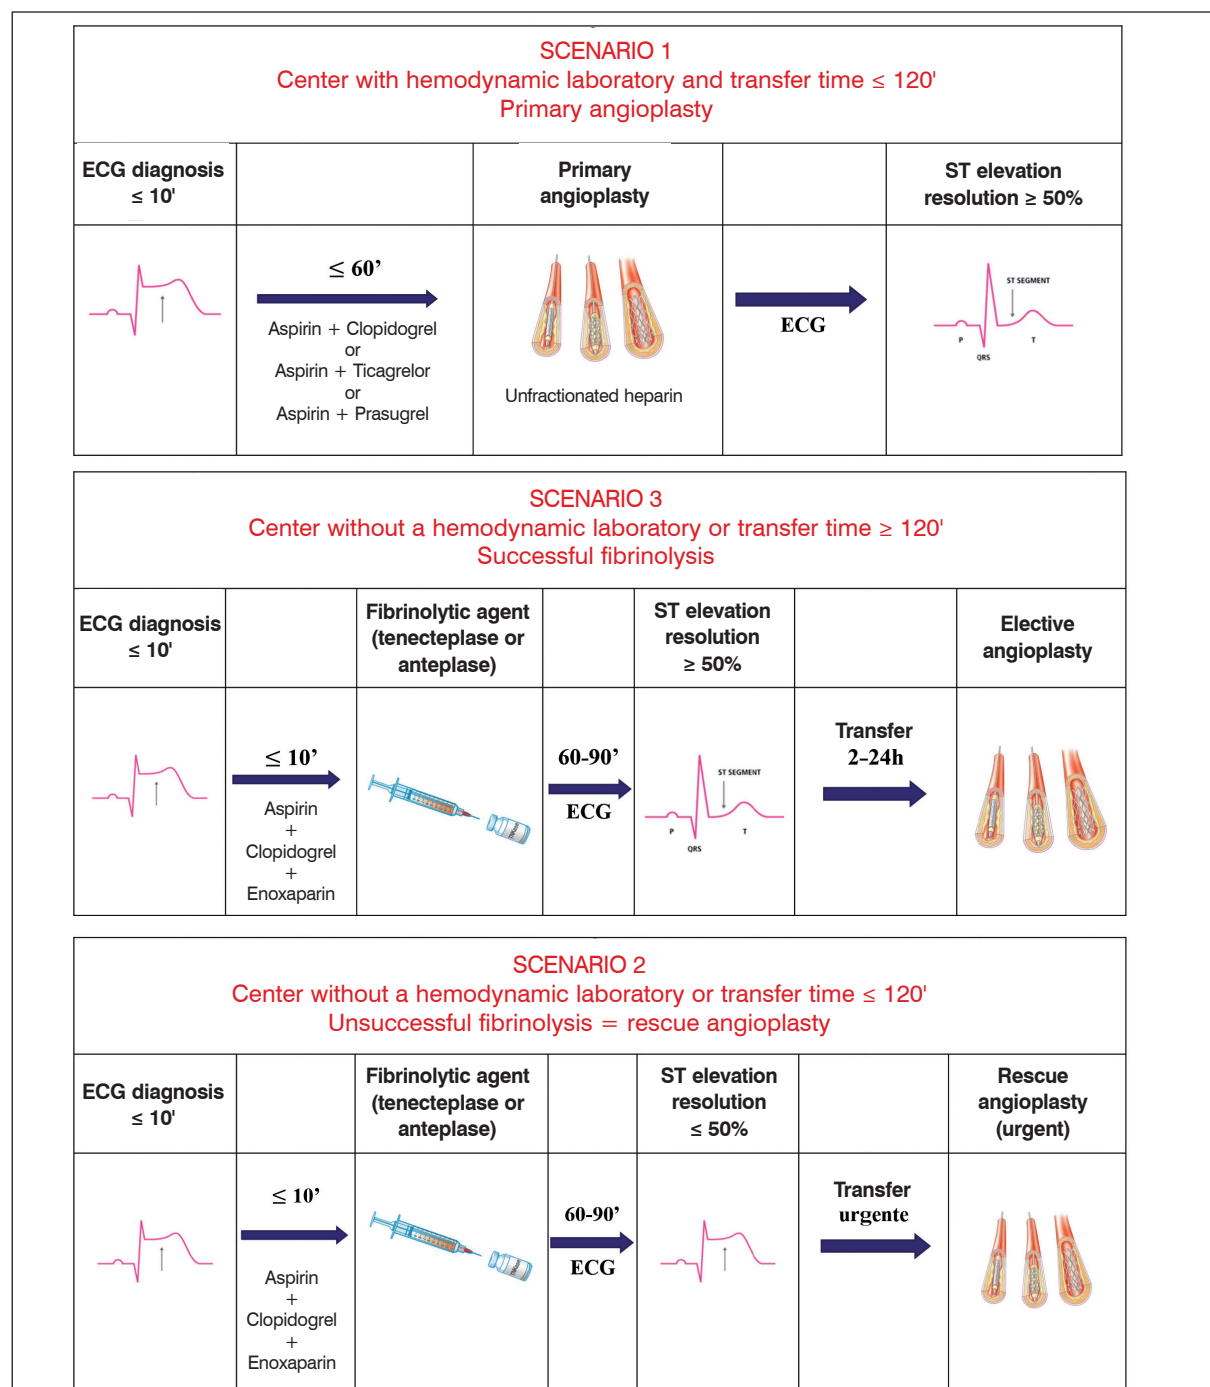 SCENARIO 1
Center with hemodynamic laboratory and transfer time ≤ 120'
Primary angioplasty
ECG diagnosis
≤ 10'
Primary
angioplasty
ST elevation
resolution ≥ 50%
≤ 60’
Aspirin + Clopidogrel
or
Aspirin + Ticagrelor
or
Aspirin + Prasugrel
Unfractionated heparin
ECG
ST SEGMENT
P
T
QRS
SCENARIO 3
Center without a hemodynamic laboratory or transfer time ≥ 120'
Successful fibrinolysis
ECG diagnosis
≤ 10'
Fibrinolytic agent
(tenecteplase or
anteplase)
ST elevation
resolution
≥ 50%
Elective
angioplasty
≤ 10’
Aspirin
+
Clopidogrel
+
Enoxaparin
60-90’
ECG
ST SEGMENT
P
T
QRS
Transfer
2-24h
SCENARIO 2
Center without a hemodynamic laboratory or transfer time ≤ 120'
Unsuccessful fibrinolysis = rescue angioplasty
ECG diagnosis
≤ 10'
Fibrinolytic agent
(tenecteplase or
anteplase)
ST elevation
resolution
≤ 50%
Rescue
angioplasty
(urgent)
≤ 10’
Aspirin
+
Clopidogrel
+
Enoxaparin
60-90’
ECG
Transfer
urgente